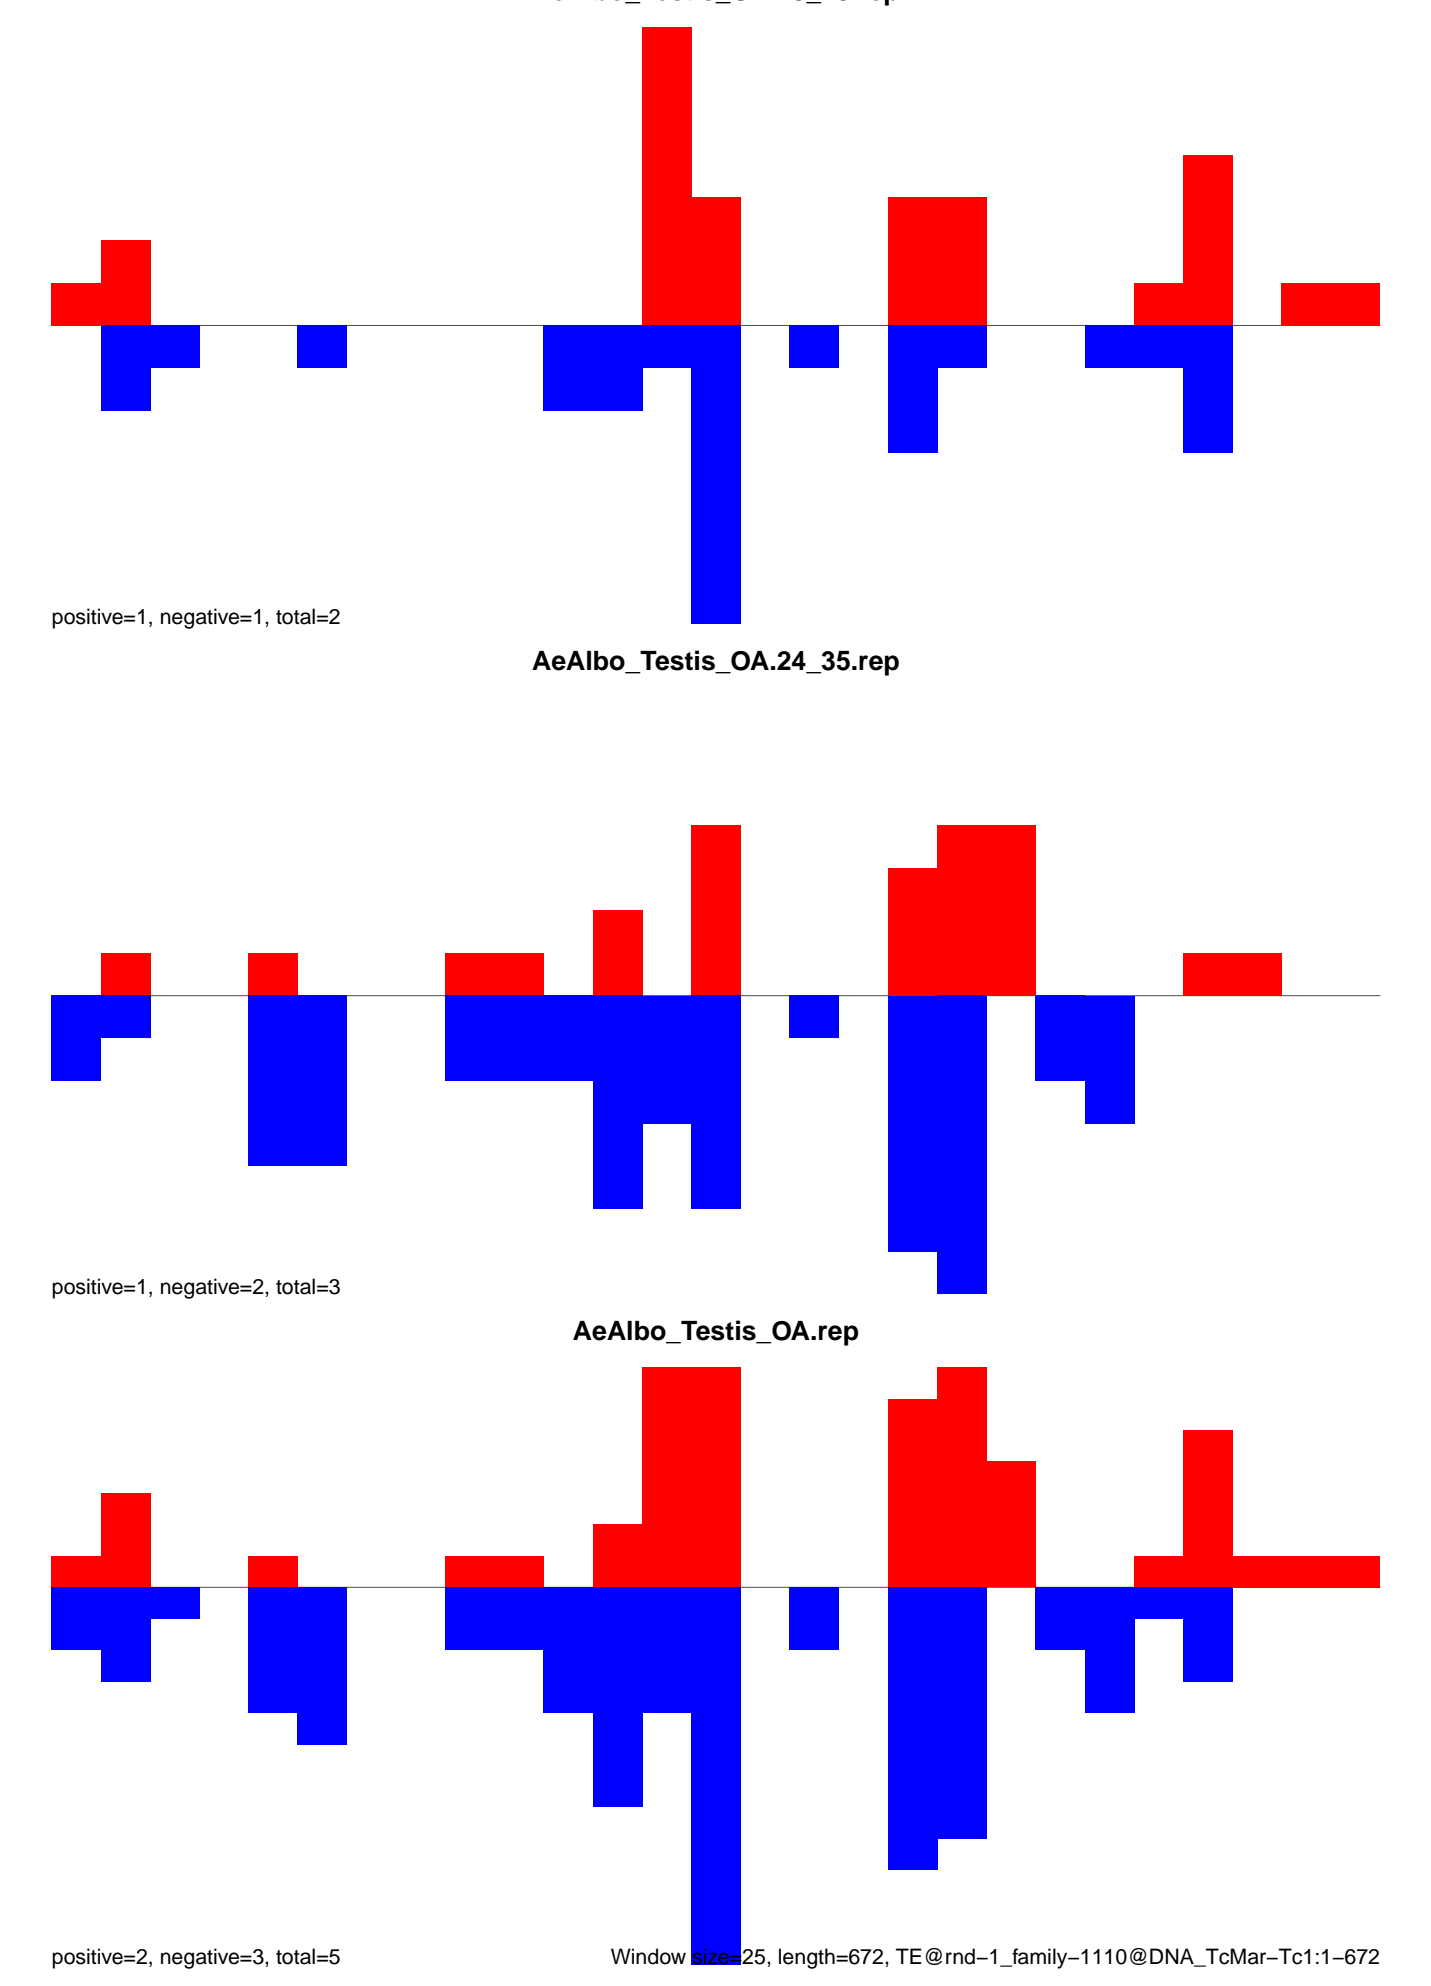 positive=1, negative=1, total=2
AeAlbo_Testis_OA.24_35.rep
positive=1, negative=2, total=3
AeAlbo_Testis_OA.rep
positive=2, negative=3, total=5
Window size=25, length=672, TE@rnd−1_family−1110@DNA_TcMar−Tc1:1−672